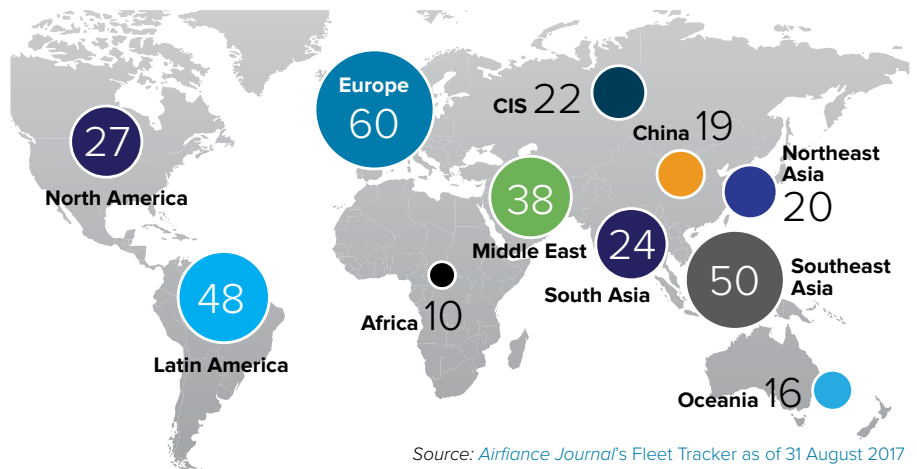 Europe
60
CIS 22
China 19
27
North America
Northeast
Asia
20
38
Middle East
24
South Asia
50
Southeast
Asia
48
Latin America
Africa 10
Oceania 16
Source: Airfiance Journal's Fleet Tracker as of 31 August 2017